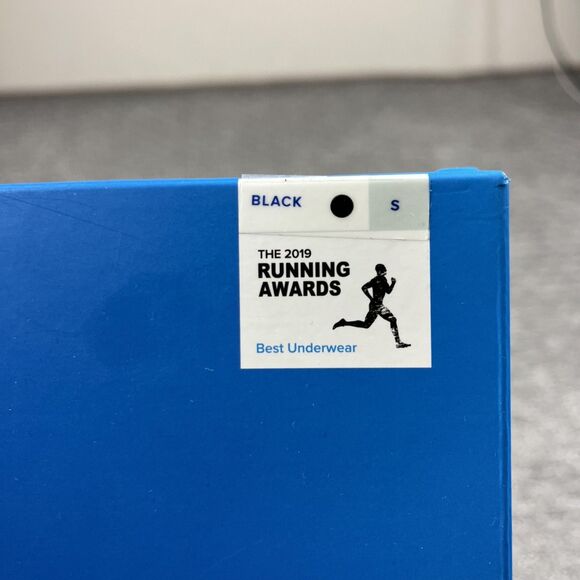 BLACK S
THE 2019
RUNNING
AWARDS
Best Underwear